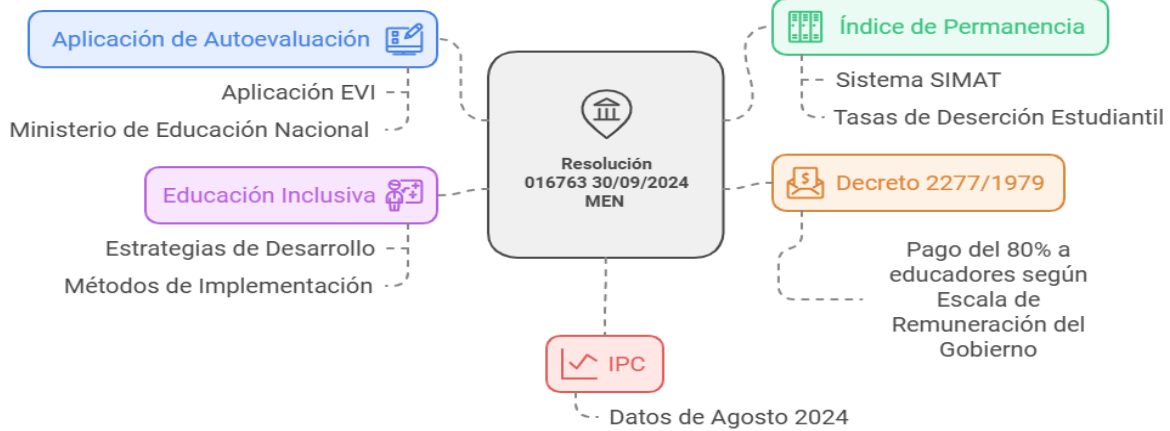 Aplicación de Autoevaluación
Aplicación EVI
Ministerio de Educación Nacional
Educación Inclusiva
Estrategias de Desarrollo
Métodos de Implementación
Resolución
016763 30/09/2024
MEN
Índice de Permanencia
Sistema SIMAT
Tasas de Deserción Estudiantil
$
Decreto 2277/1979
Pago del 80% a
educadores según
Escala de
Remuneración del
Gobierno
IPC
Datos de Agosto 2024